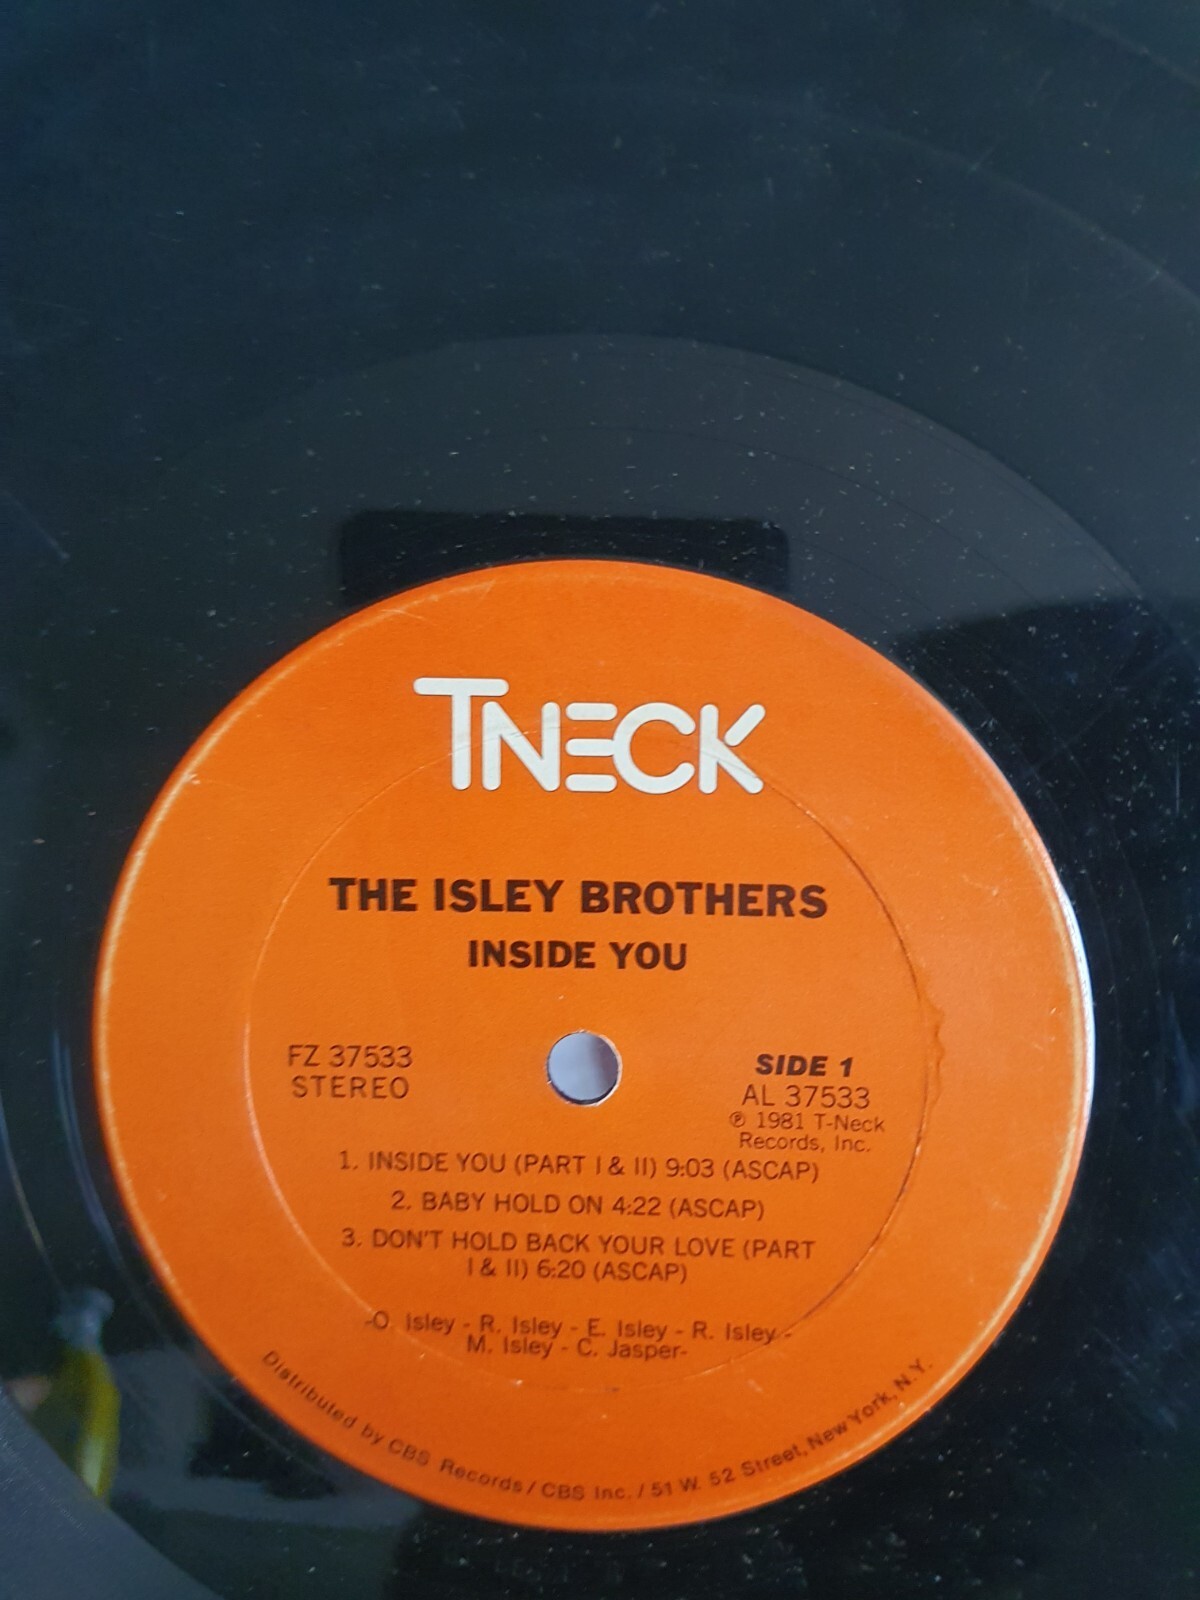 TNECK
THE ISLEY BROTHERS
INSIDE YOU
FZ 37533
STEREO
SIDE 1
AL 37533
℗ 1981 T-Neck
Records, Inc.
1. INSIDE YOU (PART I & II) 9:03 (ASCAP)
2. BABY HOLD ON 4:22 (ASCAP)
3. DON'T HOLD BACK YOUR LOVE (PART
I & II) 6:20 (ASCAP)
-O. Isley - R. Isley - E. Isley - R. Isley -
M. Isley - C. Jasper-
Distributed by CBS Records / CBS Inc. / 51 W. 52 Street, New York, N.Y.